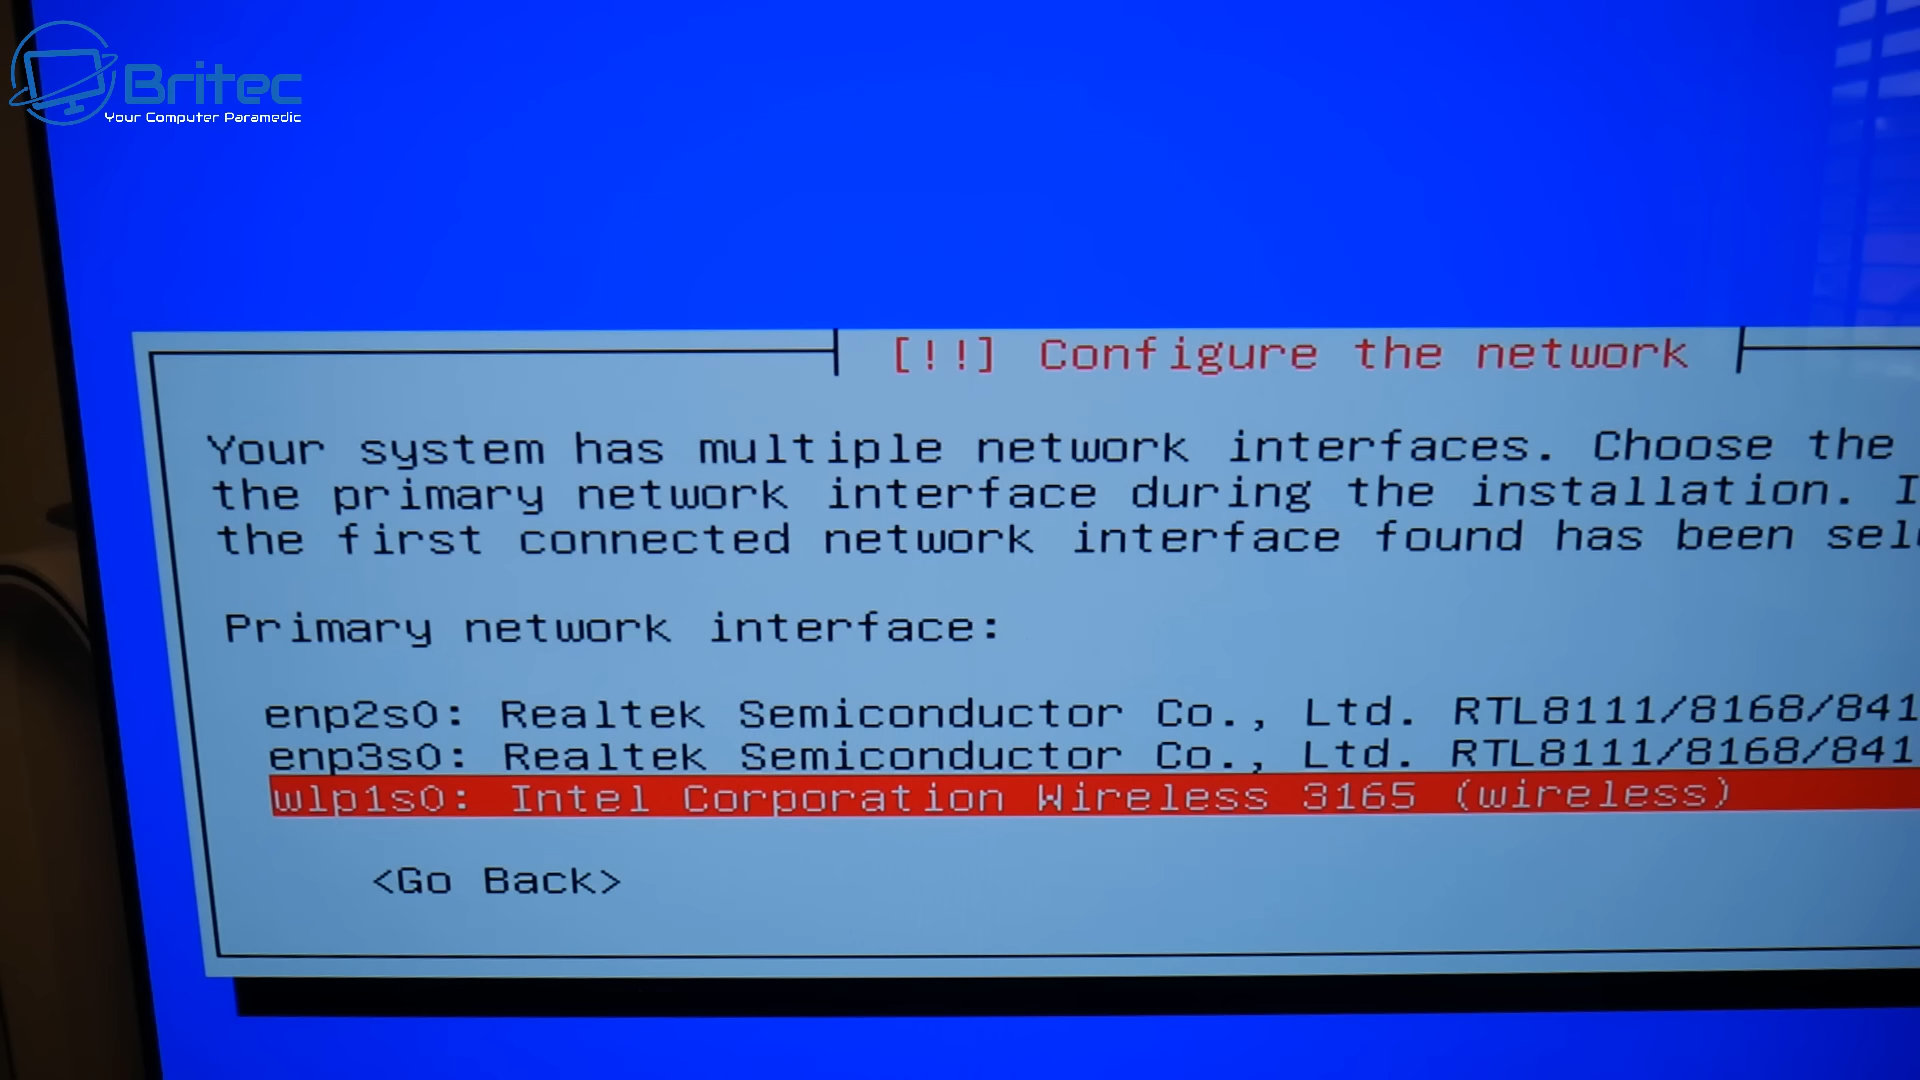 Britec
Your Computer Paramedic
[!!] Configure the network
Your system has multiple network interfaces. Choose the
the primary network interface during the installation. I
the first connected network interface found has been sel
Primary network interface:
enp2s0: Realtek Semiconductor Co., Ltd. RTL8111/8168/841
enp3s0: Realtek Semiconductor Co., Ltd. RTL8111/8168/841
wlp1s0: Intel Corporation Wireless 3165 (wireless)
<Go Back>